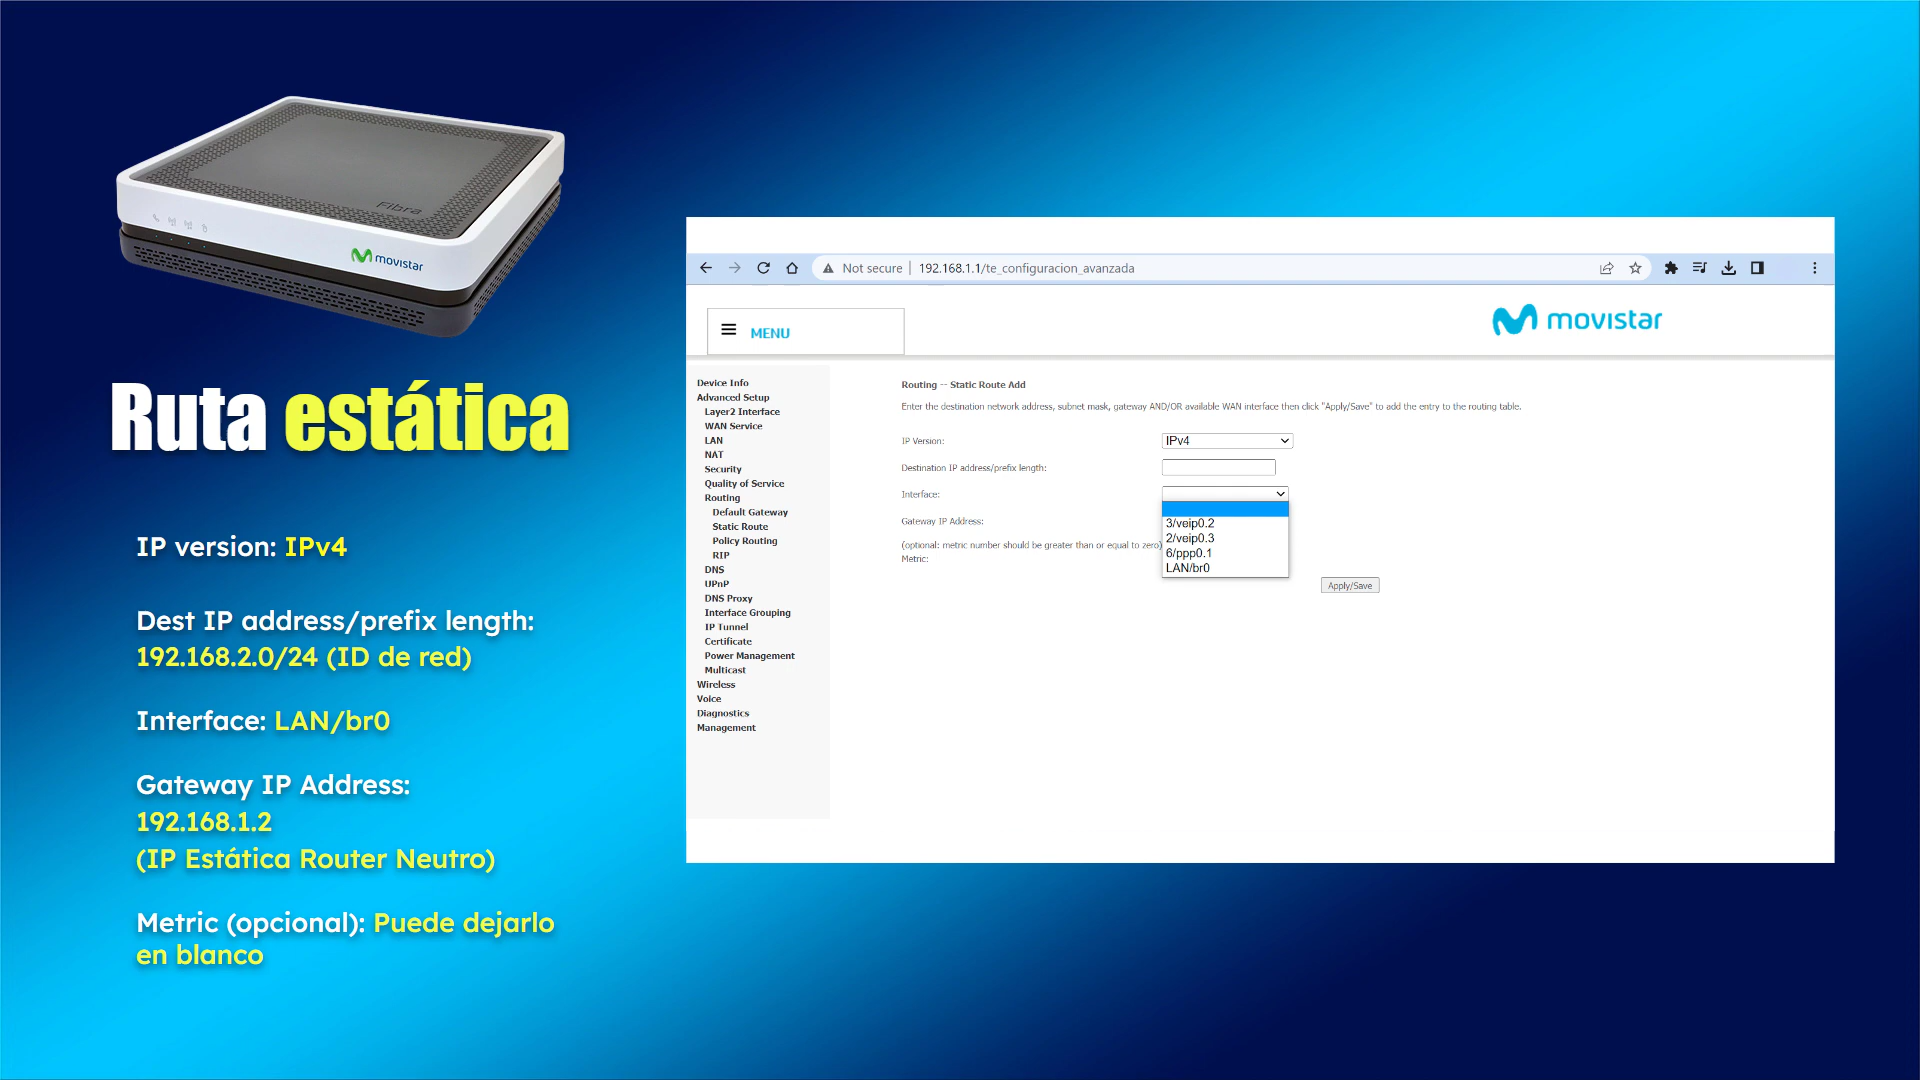 Fibra
movistar
Ruta estática
IP version: IPv4
Dest IP address/prefix length:
192.168.2.0/24 (ID de red)
Interface: LAN/br0
Gateway IP Address:
192.168.1.2
(IP Estática Router Neutro)
Metric (opcional): Puede dejarlo
en blanco
Not secure | 192.168.1.1/te_configuracion_avanzada
MENU
movistar
Device Info
Advanced Setup
Layer2 Interface
WAN Service
LAN
NAT
Security
Quality of Service
Routing
Default Gateway
Static Route
Policy Routing
RIP
DNS
UPnP
DNS Proxy
Interface Grouping
IP Tunnel
Certificate
Power Management
Multicast
Wireless
Voice
Diagnostics
Management
Routing -- Static Route Add
Enter the destination network address, subnet mask, gateway AND/OR available WAN interface then click "Apply/Save" to add the entry to the routing table.
IP Version: IPv4
Destination IP address/prefix length:
Interface:
3/veip0.2
2/veip0.3
6/ppp0.1
LAN/br0
Gateway IP Address:
(optional: metric number should be greater than or equal to zero)
Metric:
Apply/Save